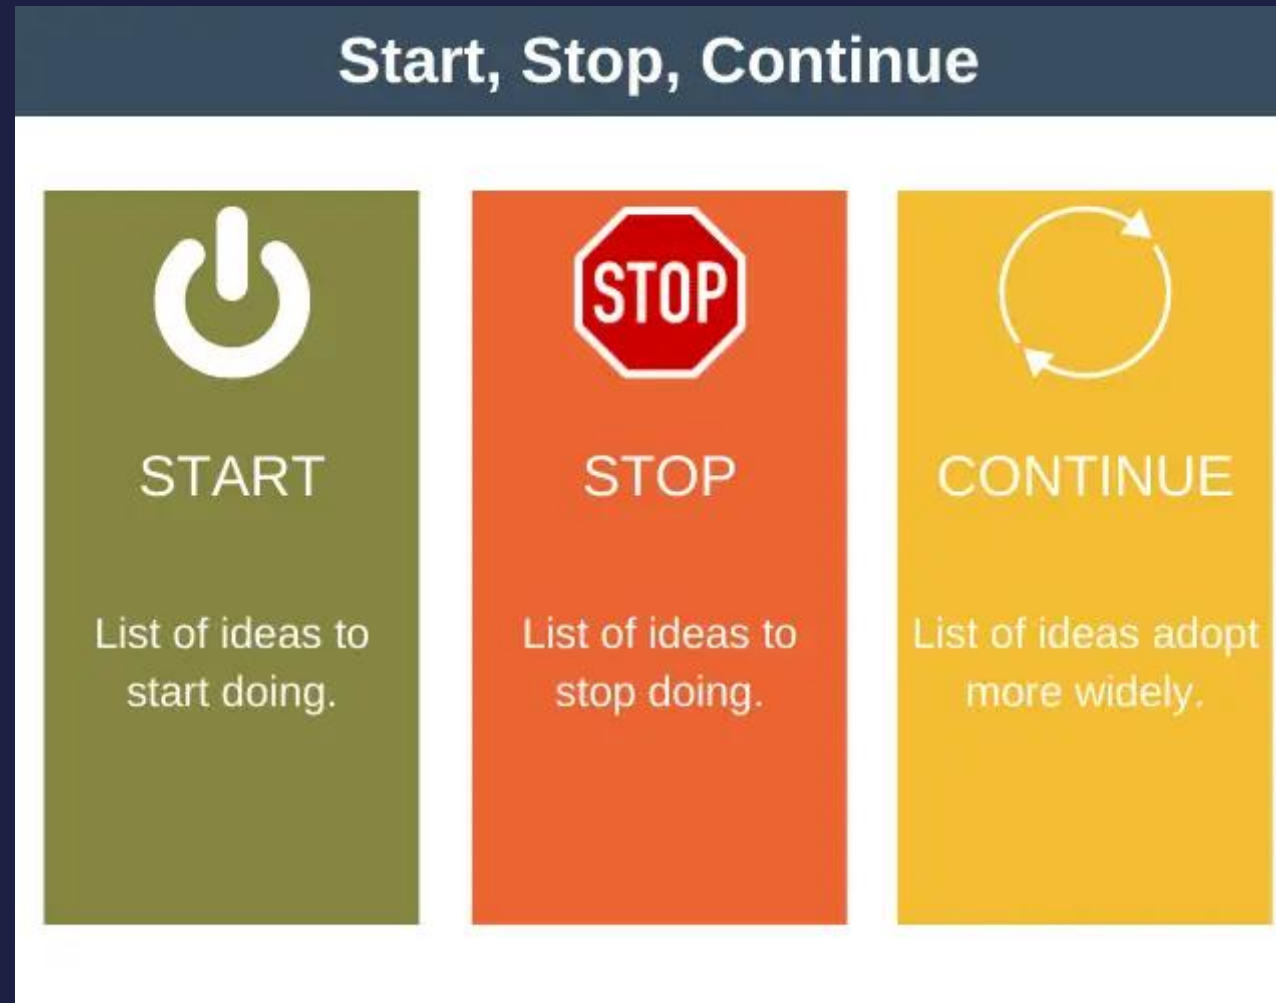 Start, Stop, Continue
STOP
START
List of ideas to
start doing.
STOP
List of ideas to
stop doing.
CONTINUE
List of ideas adopt
more widely.